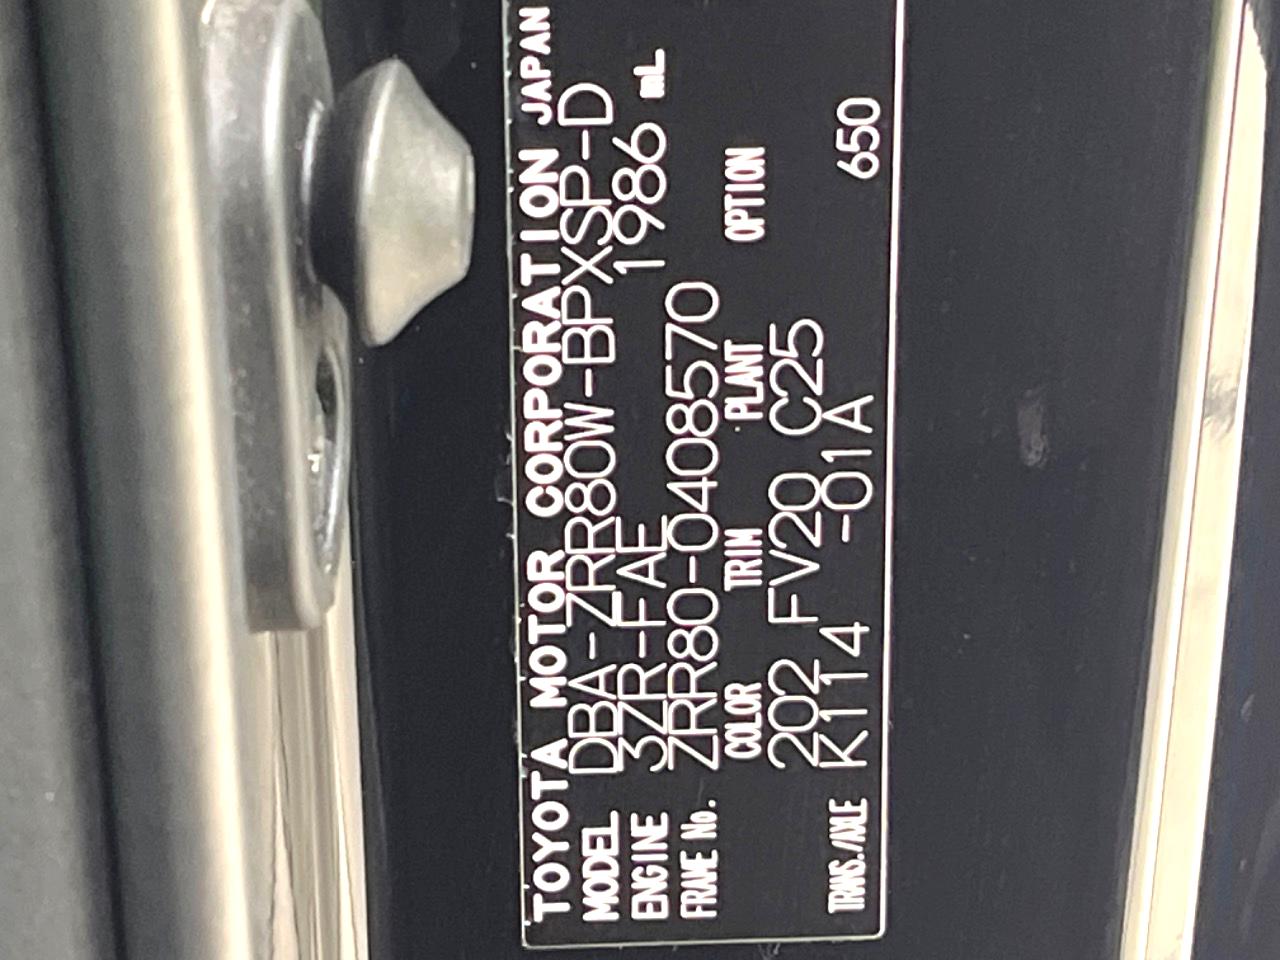 TOYOTA MOTOR CORPORATION JAPAN
MODEL DBA-ZRR80W-BPXSP-D
ENGINE 3ZR-FAE 1986 mL
FRAME No. ZRR80-0408570
COLOR TRIM PLANT OPTION
202 FV20 C25
TRANS./AXLE K114 -01A 650